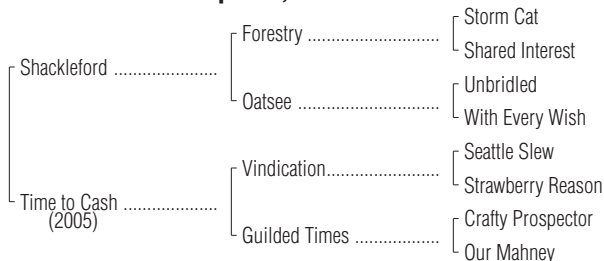 Storm Cat
Forestry ..........................
Shared Interest
Shackleford .....................
Unbridled
Oatsee ............................
With Every Wish
Seattle Slew
Vindication.......................
Strawberry Reason
Time to Cash ...................
(2005)
Crafty Prospector
Guilded Times .................
Our Mahney